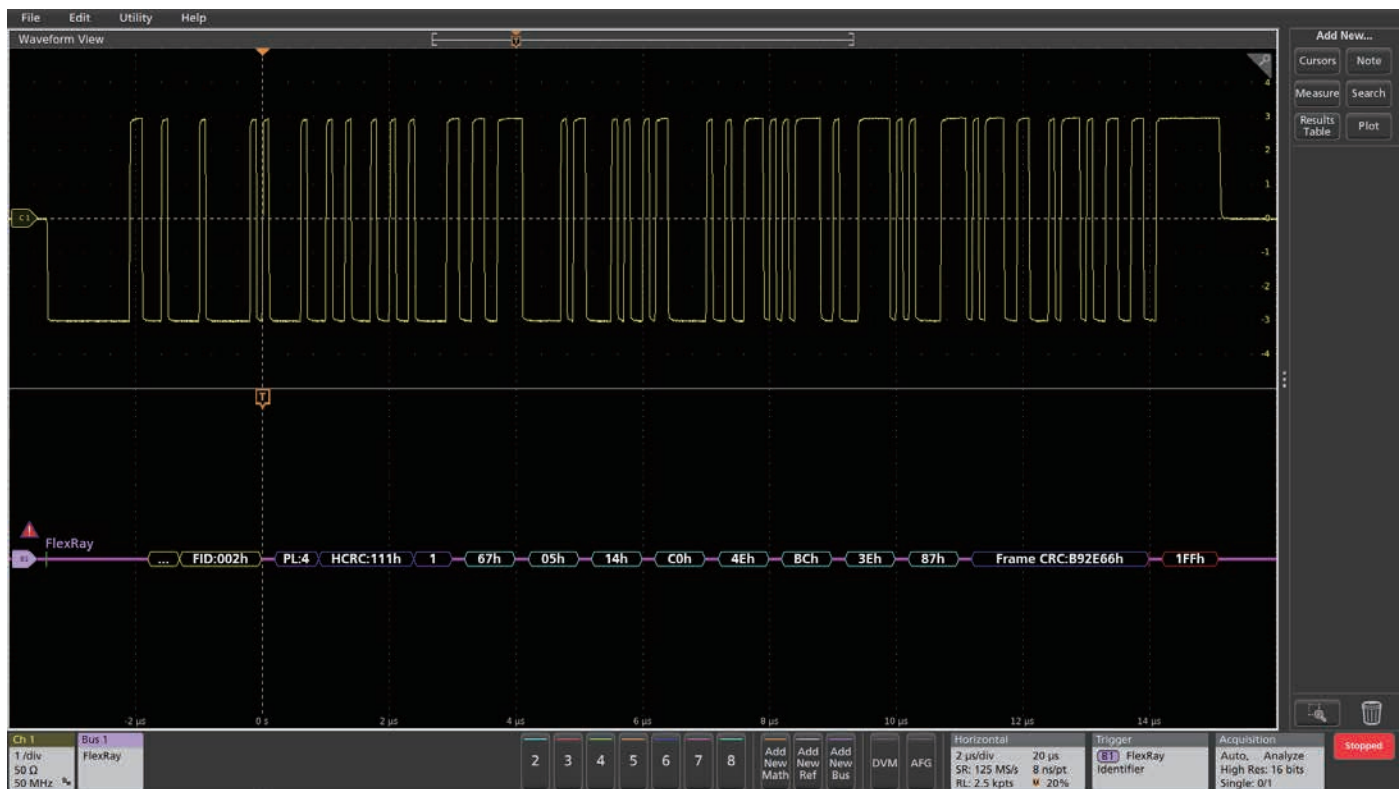 File Edit Utility Help
Waveform View
Add New...
Cursors Note
Measure Search
Results Table Plot
4
3
2
1
0
-1
-2
-3
-4
C1
T
T
FlexRay
B1
... FID:002h PL:4 HCRC:111h 1 67h 05h 14h C0h 4Eh BCh 3Eh 87h Frame CRC:B92E66h 1FFh
-2 µs 0 s 2 µs 4 µs 6 µs 8 µs 10 µs 12 µs 14 µs
Ch 1
1 /div
50 Ω
50 MHz
Bus 1
FlexRay
2 3 4 5 6 7 8
Add New Math
Add New Ref
Add New Bus
DVM AFG
Horizontal
2 µs/div 20 µs
SR: 125 MS/s 8 ns/pt
RL: 2.5 kpts 20%
Trigger
B1 FlexRay
Identifier
Acquisition
Auto, Analyze
High Res: 16 bits
Single: 0/1
Stopped